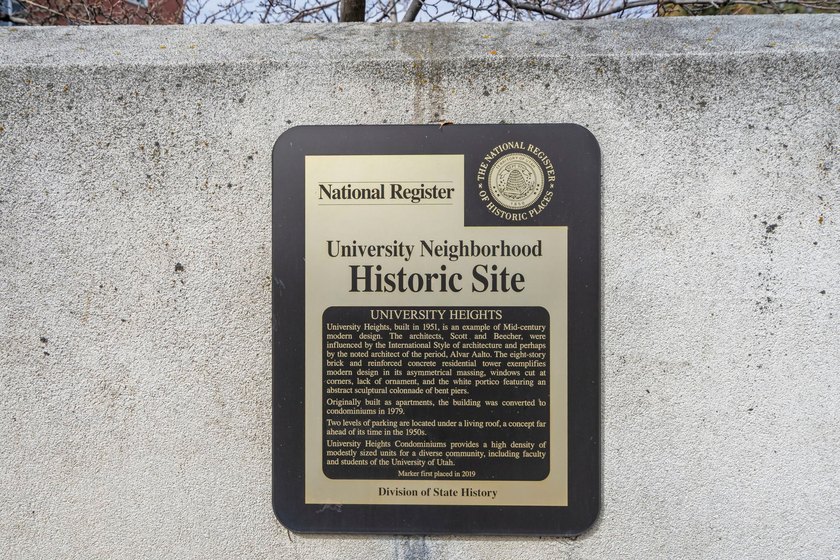 National Register
THE NATIONAL REGISTER
OF HISTORIC PLACES
University Neighborhood
Historic Site
UNIVERSITY HEIGHTS
University Heights, built in 1951, is an example of Mid-century
modern design. The architects, Scott and Beecher, were
influenced by the International Style of architecture and perhaps
by the noted architect of the period, Alvar Aalto. The eight-story
brick and reinforced concrete residential tower exemplifies
modern design in its asymmetrical massing, windows cut at
corners, lack of ornament, and the white portico featuring an
abstract sculptural colonnade of bent piers.
Originally built as apartments, the building was converted to
condominiums in 1979.
Two levels of parking are located under a living roof, a concept far
ahead of its time in the 1950s.
University Heights Condominiums provides a high density of
modestly sized units for a diverse community, including faculty
and students of the University of Utah.
Marker first placed in 2019
Division of State History